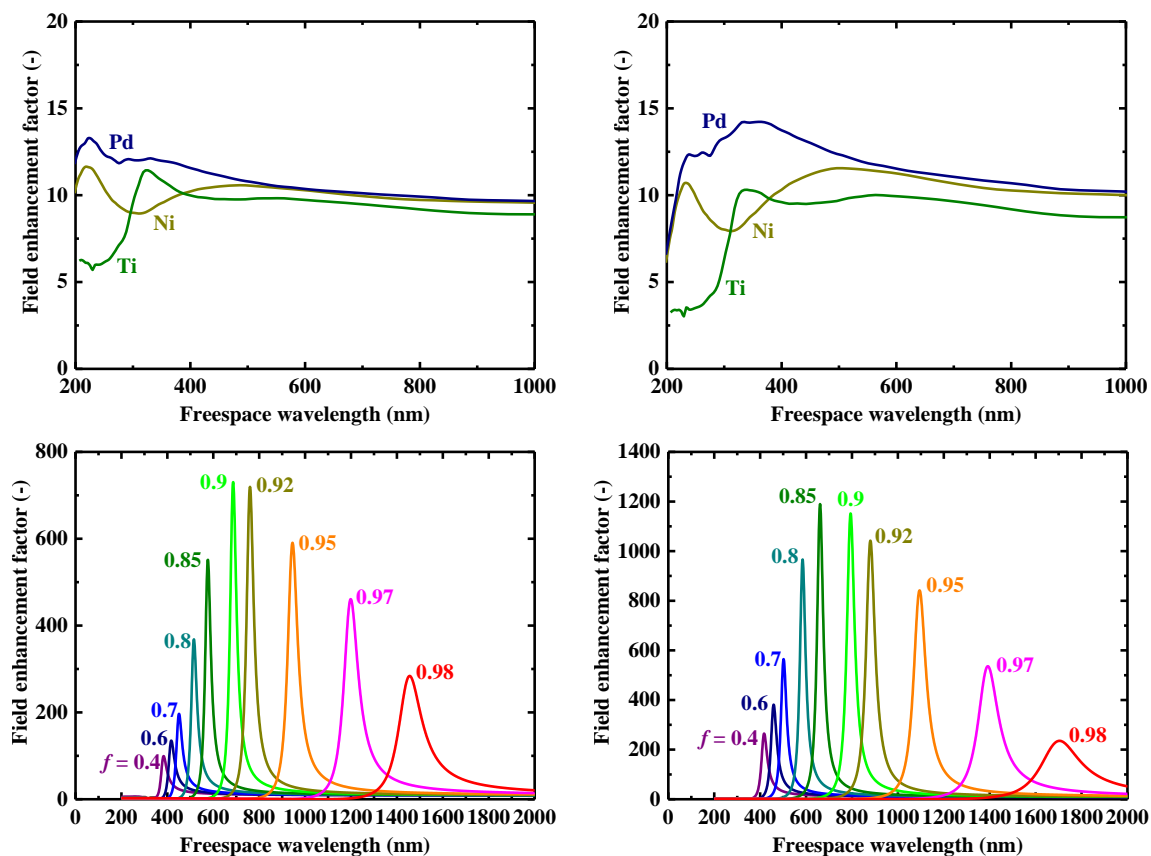 20
15
10
5
0
Field enhancement factor (-)
Pd
Ni
Ti
200 400 600 800 1000
Freespace wavelength (nm)
20
15
10
5
0
Field enhancement factor (-)
Pd
Ni
Ti
200 400 600 800 1000
Freespace wavelength (nm)
800
600
400
200
0
Field enhancement factor (-)
0.9
0.92
0.85
0.95
0.8
0.97
0.7
0.6
0.98
f = 0.4
0 200 400 600 800 1000 1200 1400 1600 1800 2000
Freespace wavelength (nm)
1400
1200
1000
800
600
400
200
0
Field enhancement factor (-)
0.85
0.9
0.92
0.8
0.95
0.7
0.97
0.6
f = 0.4
0.98
0 200 400 600 800 1000 1200 1400 1600 1800 2000
Freespace wavelength (nm)